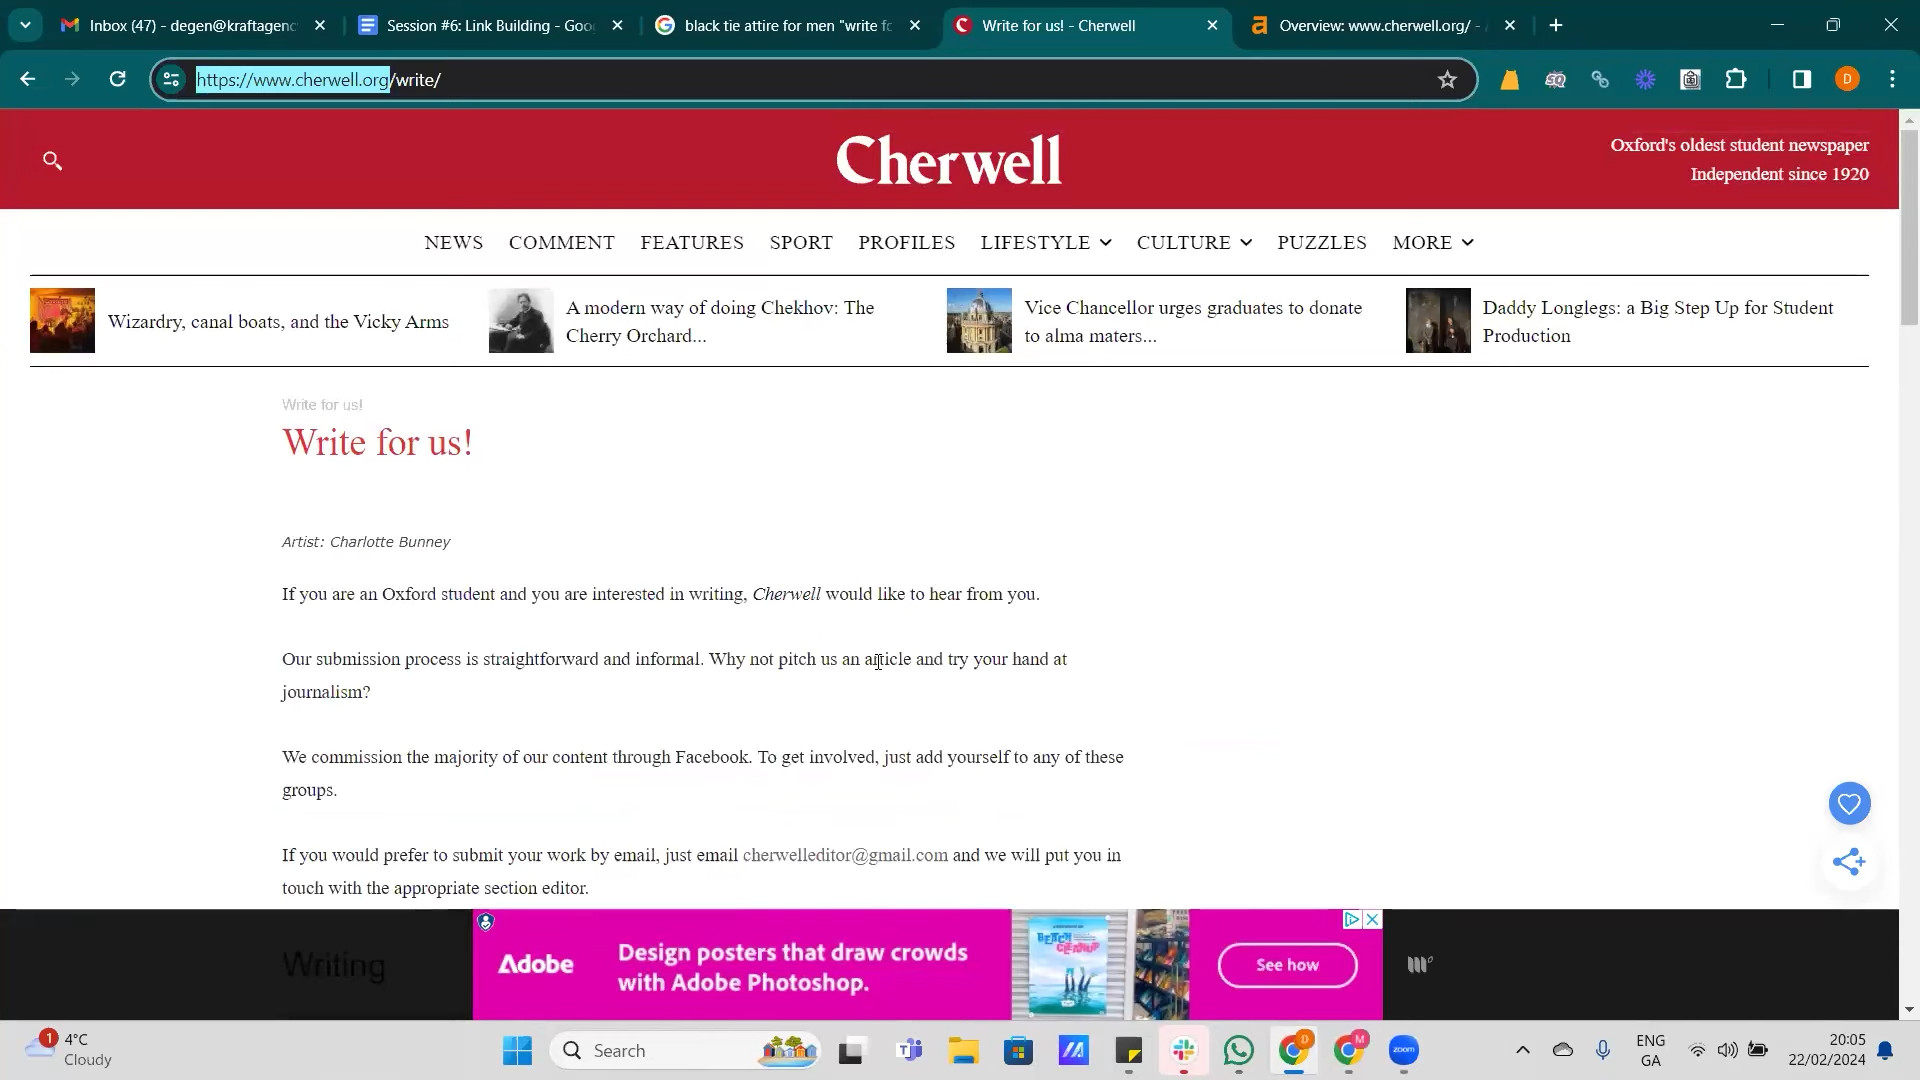 Inbox (47) - degen@kraftagenc
Session #6: Link Building - Goo
black tie attire for men "write fo
Write for us! - Cherwell
Overview: www.cherwell.org/ -
https://www.cherwell.org/write/
D
Cherwell
Oxford's oldest student newspaper
Independent since 1920
NEWS COMMENT FEATURES SPORT PROFILES LIFESTYLE CULTURE PUZZLES MORE
Wizardry, canal boats, and the Vicky Arms
A modern way of doing Chekhov: The
Cherry Orchard...
Vice Chancellor urges graduates to donate
to alma maters...
Daddy Longlegs: a Big Step Up for Student
Production
Write for us!
Write for us!
Artist: Charlotte Bunney
If you are an Oxford student and you are interested in writing, Cherwell would like to hear from you.
Our submission process is straightforward and informal. Why not pitch us an article and try your hand at
journalism?
We commission the majority of our content through Facebook. To get involved, just add yourself to any of these
groups.
If you would prefer to submit your work by email, just email cherwelleditor@gmail.com and we will put you in
touch with the appropriate section editor.
Writing
Adobe
Design posters that draw crowds
with Adobe Photoshop.
BEACH
CLEANUP
See how
1
4°C
Cloudy
Search
D
M
zoom
ENG
GA
20:05
22/02/2024